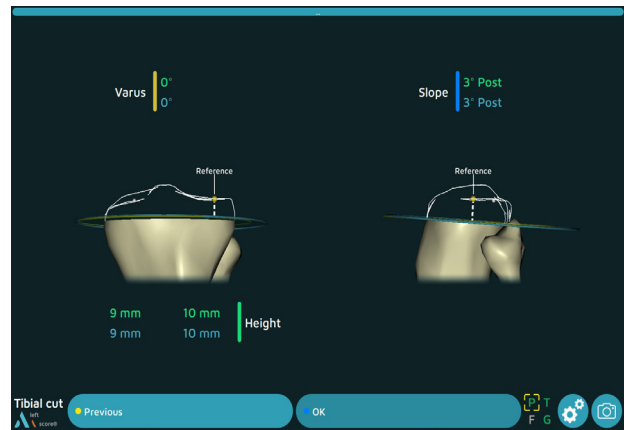 ...
Varus
0°
0°
Slope
3° Post
3° Post
Reference
Reference
9 mm 10 mm
9 mm 10 mm
Height
Tibial cut
left
score®
Previous
OK
P T
F G